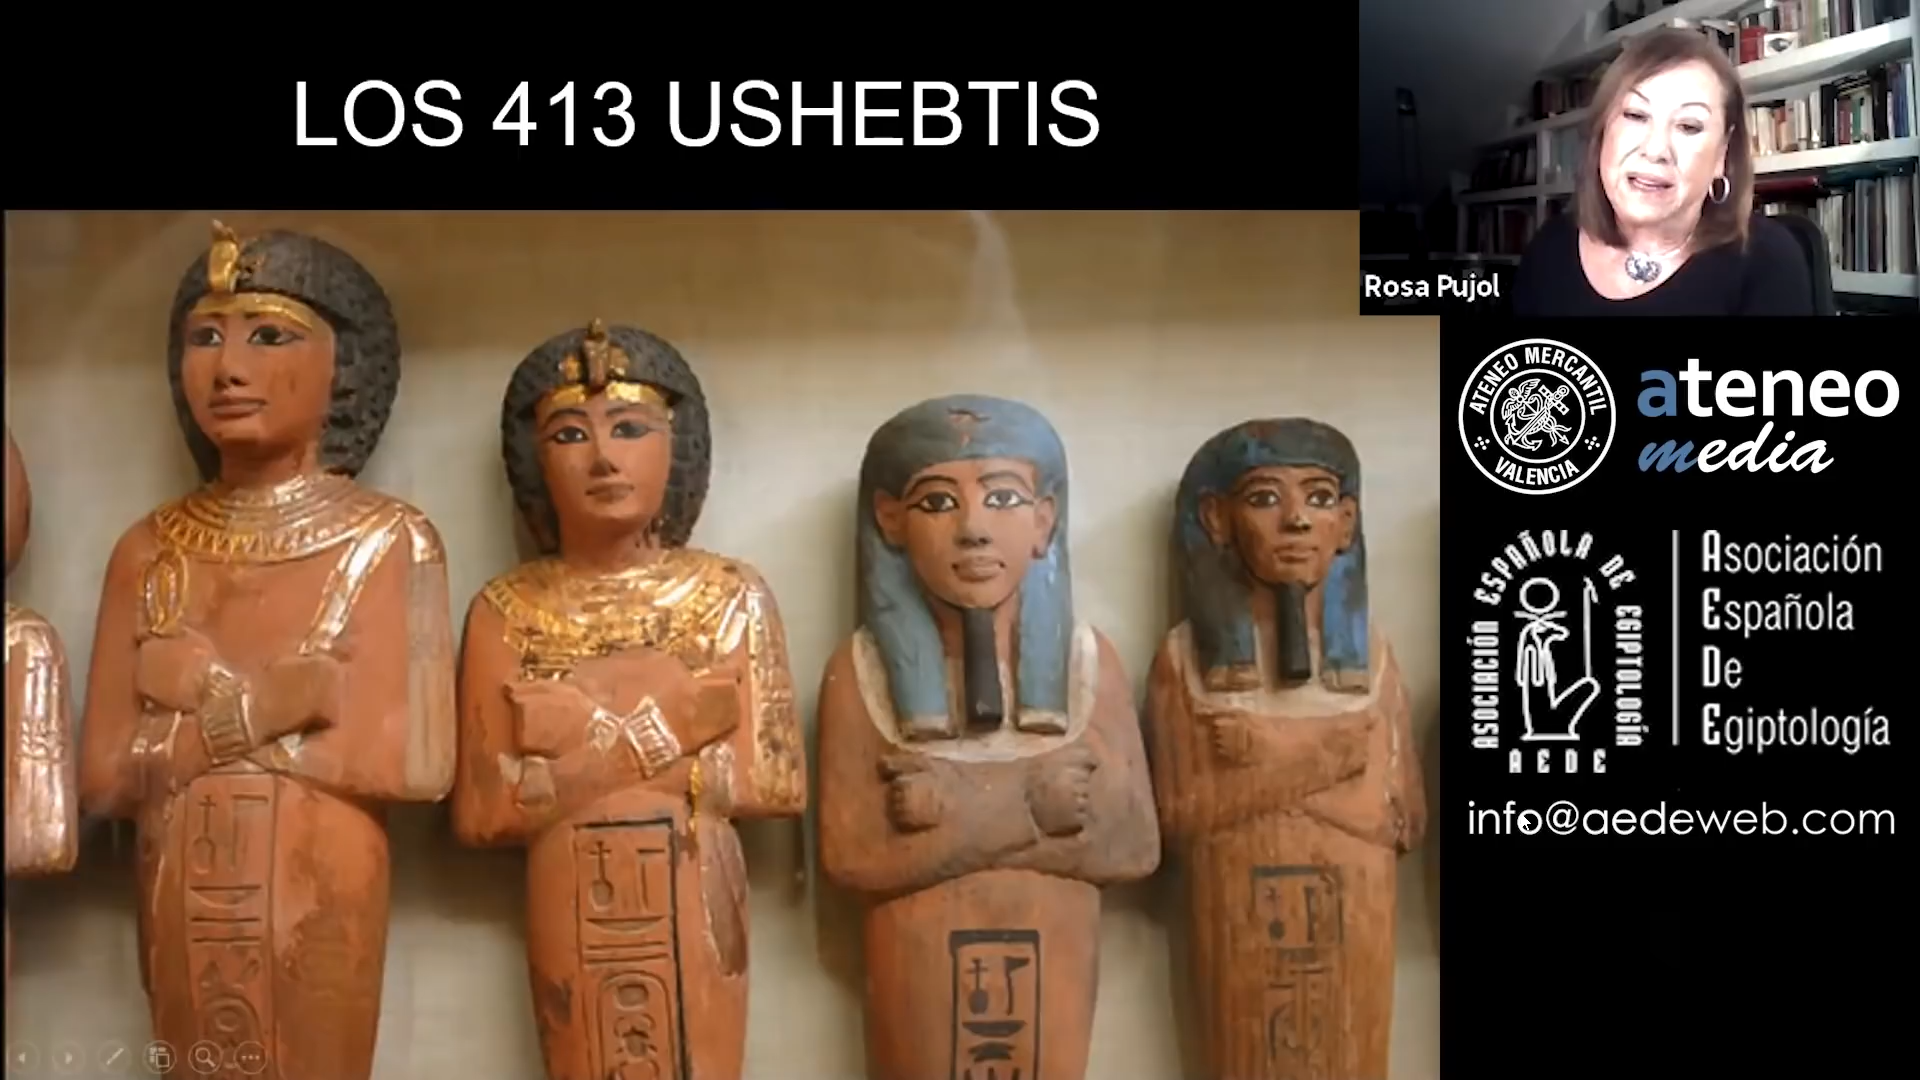 LOS 413 USHEBTIS
Rosa Pujol
ATENEO MERCANTIL
VALENCIA
ateneo
media
ASOCIACIÓN ESPAÑOLA DE EGIPTOLOGÍA
AEDE
Asociación
Española
De
Egiptología
info@aedeweb.com